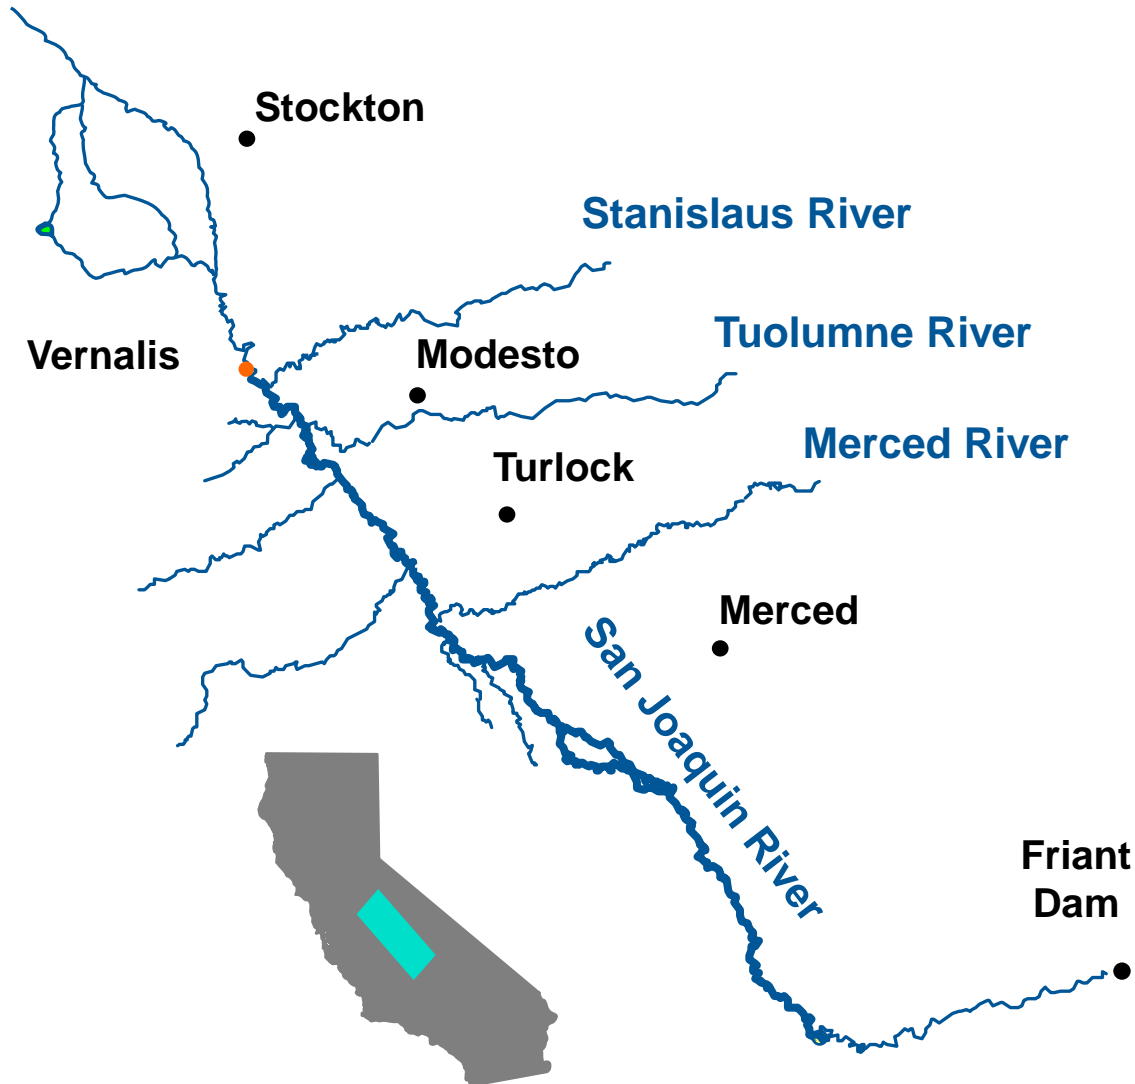 Stockton
Stanislaus River
Tuolumne River
Vernalis
Modesto
Merced River
Turlock
Merced
San Joaquin River
Friant
Dam